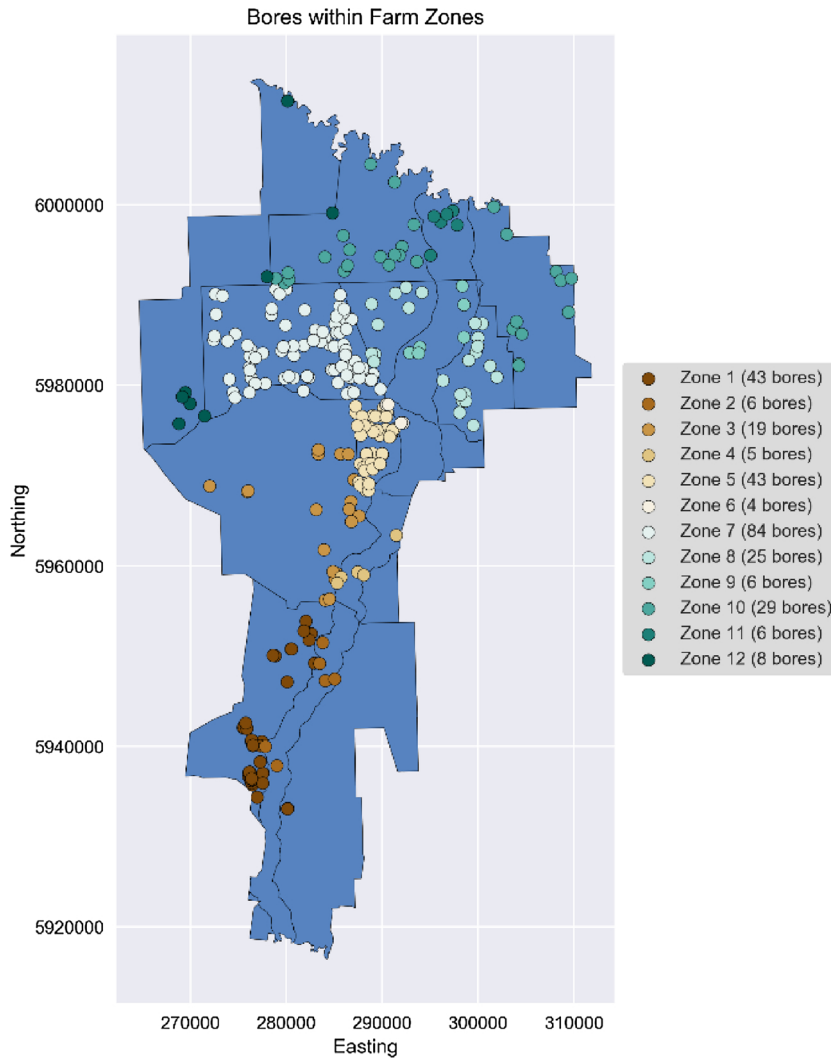 Bores within Farm Zones
6000000
5980000
5960000
5940000
5920000
Northing
270000 280000 290000 300000 310000
Easting
Zone 1 (43 bores)
Zone 2 (6 bores)
Zone 3 (19 bores)
Zone 4 (5 bores)
Zone 5 (43 bores)
Zone 6 (4 bores)
Zone 7 (84 bores)
Zone 8 (25 bores)
Zone 9 (6 bores)
Zone 10 (29 bores)
Zone 11 (6 bores)
Zone 12 (8 bores)